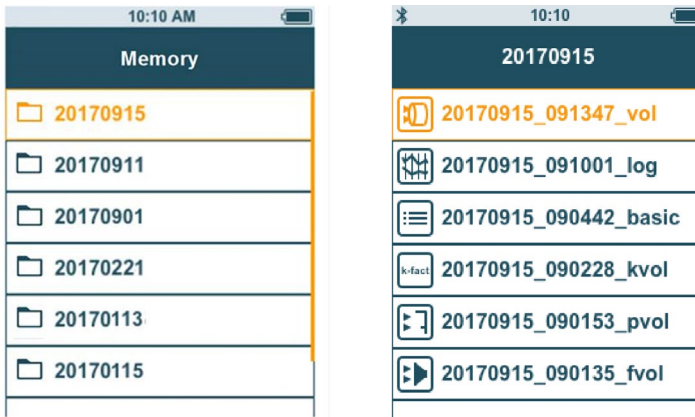 10:10 AM
Memory
20170915
20170911
20170901
20170221
20170113
20170115
10:10
20170915
20170915_091347_vol
20170915_091001_log
20170915_090442_basic
k-fact
20170915_090228_kvol
20170915_090153_pvol
20170915_090135_fvol